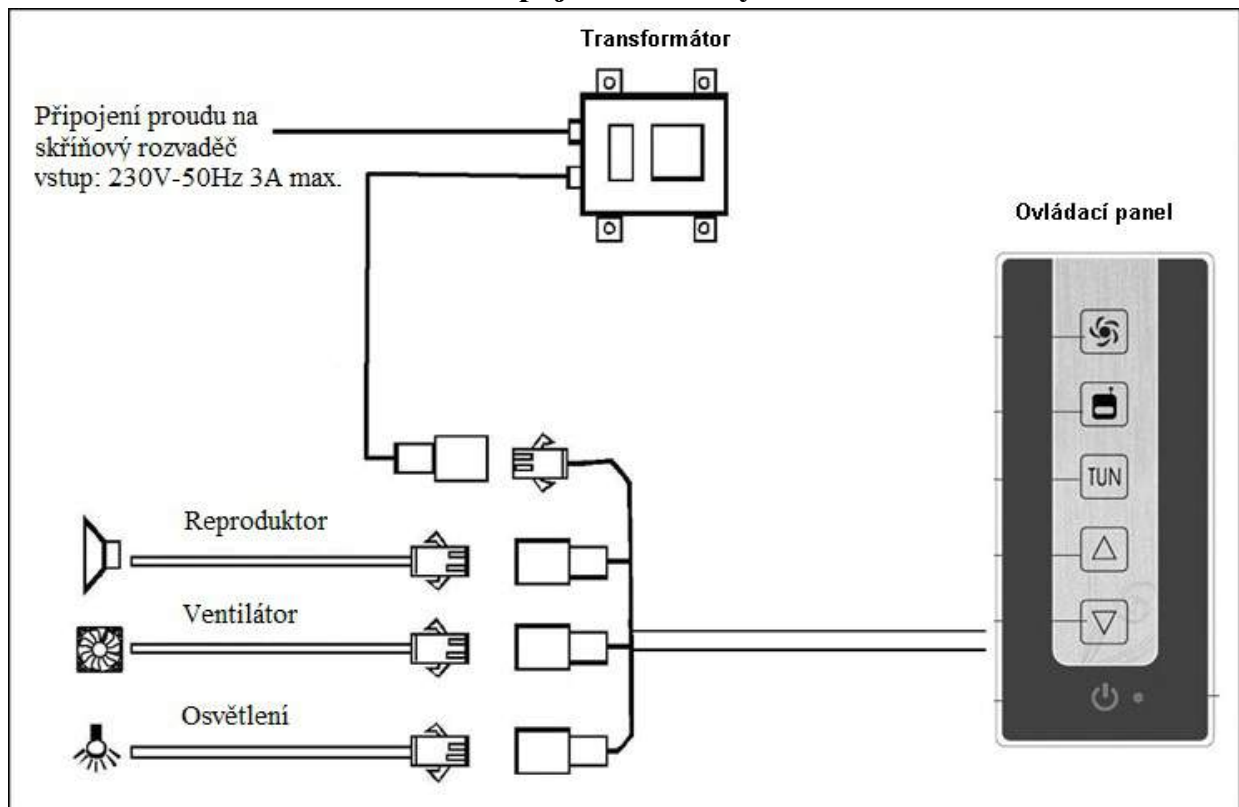 Transformátor
Připojení proudu na
skříňový rozvaděč
vstup: 230V-50Hz 3A max.
Ovládací panel
TUN
Reproduktor
Ventilátor
Osvětlení